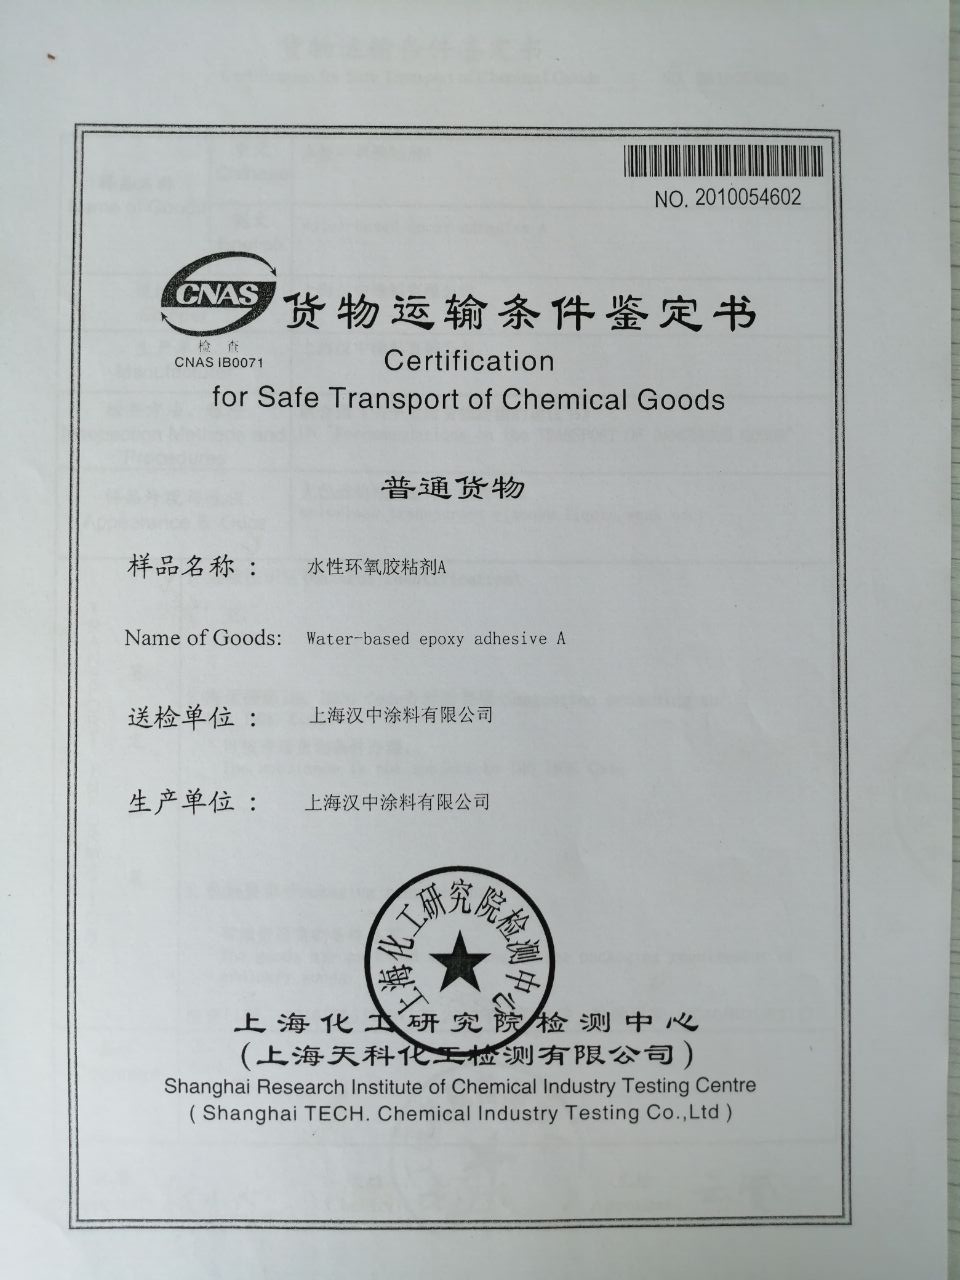 NO. 2010054602
CNAS
检 查
CNAS IB0071
货物运输条件鉴定书
Certification
for Safe Transport of Chemical Goods
普通货物
样品名称： 水性环氧胶粘剂A
Name of Goods: Water-based epoxy adhesive A
送检单位： 上海汉中涂料有限公司
生产单位： 上海汉中涂料有限公司
上海化工研究院检测中心
上海化工研究院检测中心
(上海天科化工检测有限公司)
Shanghai Research Institute of Chemical Industry Testing Centre
( Shanghai TECH. Chemical Industry Testing Co.,Ltd )